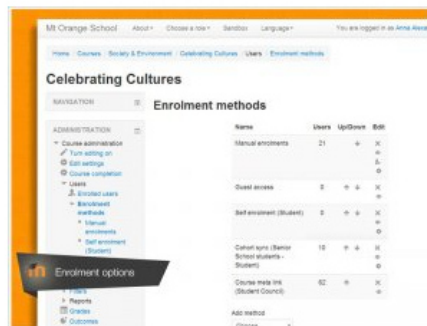 Mt Orange School About Choose a role Sandbox Language You are logged in as Anna Alexa
Home / Courses / Society & Environment / Celebrating Cultures / Users / Enrolment methods
Celebrating Cultures
NAVIGATION
Enrolment methods
ADMINISTRATION
Name Users Up/Down Edit
Course administration
Manual enrolments 21
Turn editing on
Edit settings
Course completion
Users
Guest access 0
Enrolled users
Enrolment methods
Self enrolment (Student) 0
Manual enrolments
Self enrolment (Student)
Cohort sync (Senior School students - Student) 10
Enrolment options
Course meta link (Student Council) 62
Filters
Reports
Grades
Add method
Outcomes
Choose...